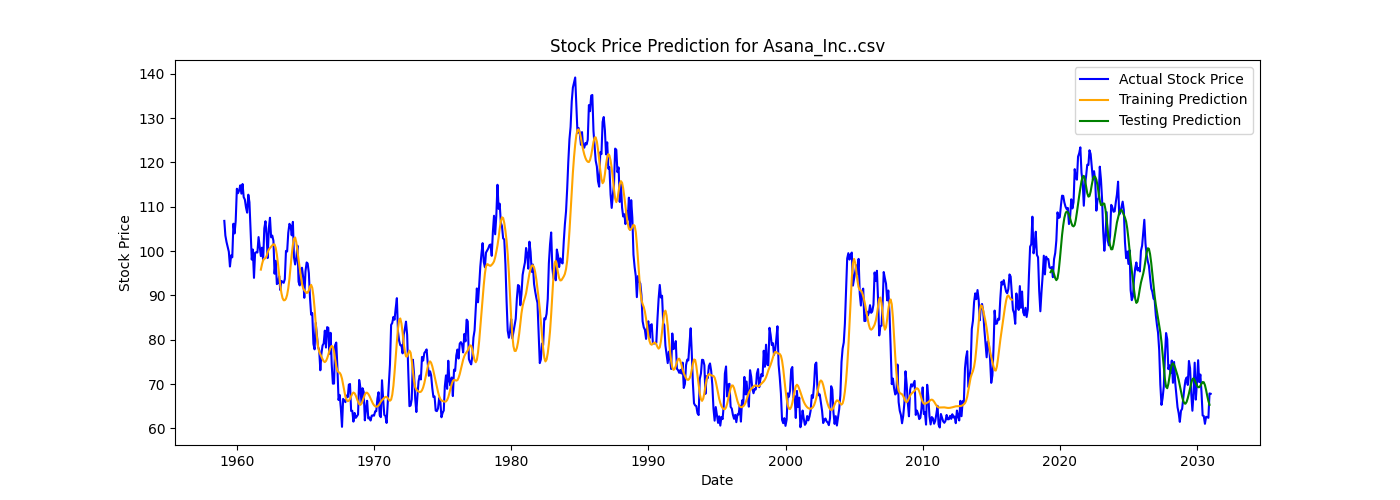 Stock Price Prediction for Asana_Inc..csv
Actual Stock Price
Training Prediction
Testing Prediction
Stock Price
140
130
120
110
100
90
80
70
60
1960 1970 1980 1990 2000 2010 2020 2030
Date